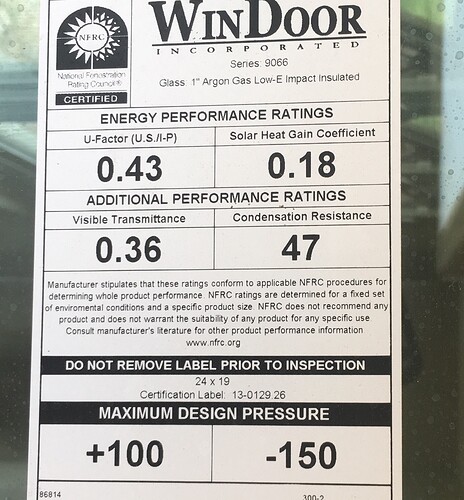 WINDOOR
INCORPORATED
NFRC
National Fenestration
Rating Council®
CERTIFIED
Series: 9066
Glass: 1" Argon Gas Low-E Impact Insulated
ENERGY PERFORMANCE RATINGS
U-Factor (U.S./I-P)
Solar Heat Gain Coefficient
0.43
0.18
ADDITIONAL PERFORMANCE RATINGS
Visible Transmittance
Condensation Resistance
0.36
47
Manufacturer stipulates that these ratings conform to applicable NFRC procedures for
determining whole product performance. NFRC ratings are determined for a fixed set
of enviromental conditions and a specific product size. NFRC does not recommend any
product and does not warrant the suitability of any product for any specific use.
Consult manufacturer's literature for other product performance information
www.nfrc.org
DO NOT REMOVE LABEL PRIOR TO INSPECTION
24 x 19
Certification Label: 13-0129.26
MAXIMUM DESIGN PRESSURE
+100
-150
86814
300-2